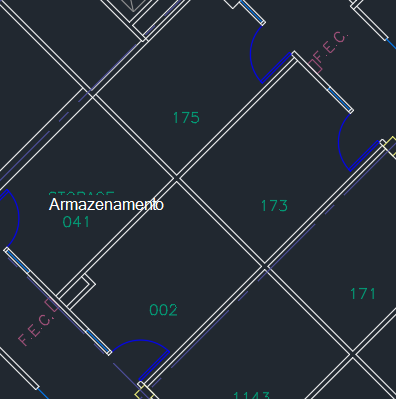 F.E.C.
175
STORAGE
Armazenamento
041
173
171
002
F.E.C.
1143